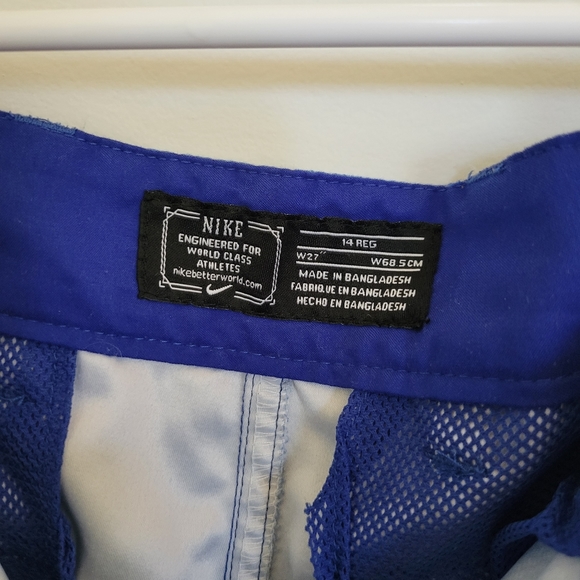 NIKE
ENGINEERED FOR
WORLD CLASS
ATHLETES
nikebetterworld.com
14 REG
W27" W68.5CM
MADE IN BANGLADESH
FABRIQUE EN BANGLADESH
HECHO EN BANGLADESH